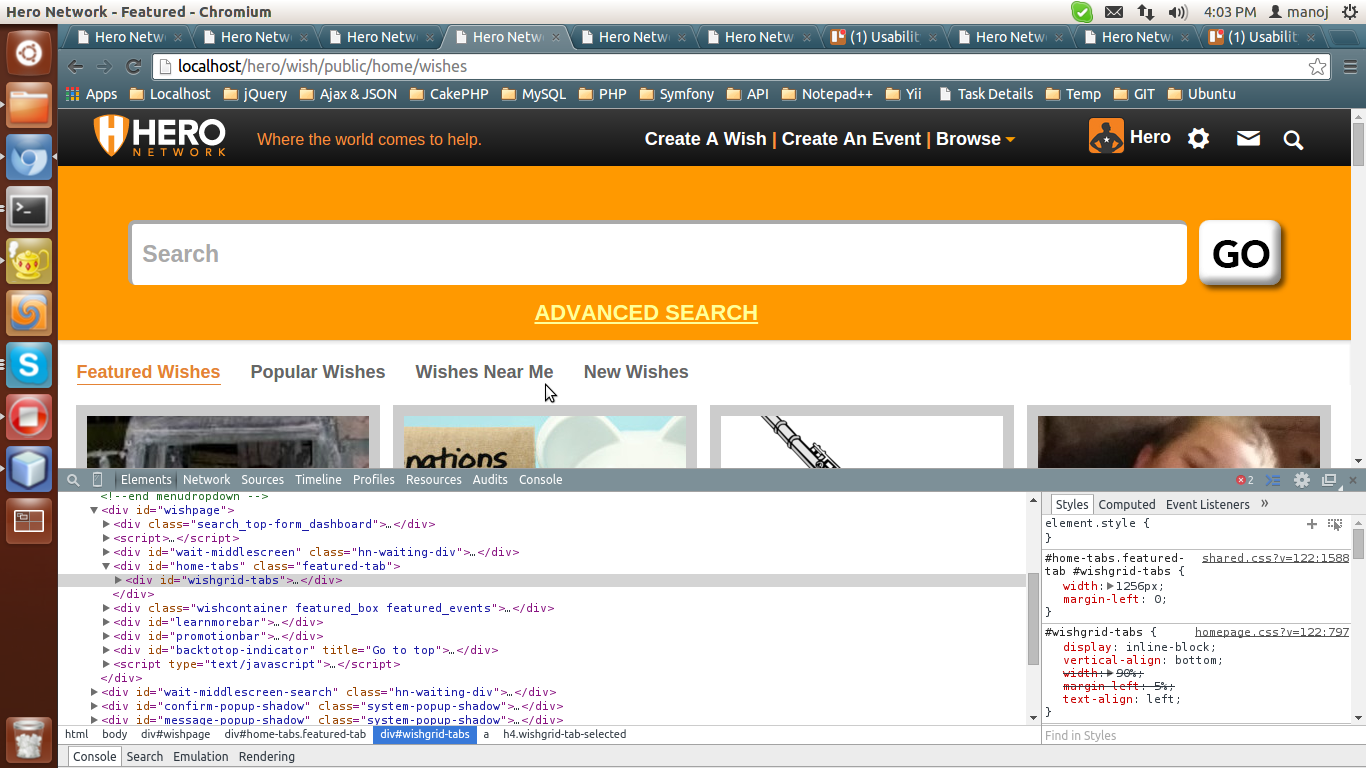 Hero Network - Featured - Chromium
4:03 PM manoj
Hero Netw Hero Netw Hero Netw Hero Netw Hero Netw Hero Netw (1) Usabilit Hero Netw Hero Netw (1) Usabilit
localhost/hero/wish/public/home/wishes
Apps Localhost jQuery Ajax & JSON CakePHP MySQL PHP Symfony API Notepad++ Yii Task Details Temp GIT Ubuntu
HERO
NETWORK
Where the world comes to help.
Create A Wish | Create An Event | Browse
Hero
Search
GO
ADVANCED SEARCH
Featured Wishes Popular Wishes Wishes Near Me New Wishes
nations
Elements Network Sources Timeline Profiles Resources Audits Console
2
<!--end menudropdown -->
<div id="wishpage">
<div class="search_top-form_dashboard">…</div>
<script>…</script>
<div id="wait-middlescreen" class="hn-waiting-div">…</div>
<div id="home-tabs" class="featured-tab">
<div id="wishgrid-tabs">…</div>
</div>
<div class="wishcontainer featured_box featured_events">…</div>
<div id="learnmorebar">…</div>
<div id="promotionbar">…</div>
<div id="backtotop-indicator" title="Go to top">…</div>
<script type="text/javascript">…</script>
</div>
<div id="wait-middlescreen-search" class="hn-waiting-div">…</div>
<div id="confirm-popup-shadow" class="system-popup-shadow">…</div>
<div id="message-popup-shadow" class="system-popup-shadow">…</div>
Styles Computed Event Listeners »
element.style {
}
#home-tabs.featured- shared.css?v=122:1588
tab #wishgrid-tabs {
width: 1256px;
margin-left: 0;
}
#wishgrid-tabs { homepage.css?v=122:797
display: inline-block;
vertical-align: bottom;
width: 90%;
margin-left: 5%;
text-align: left;
}
Find in Styles
html body div#wishpage div#home-tabs.featured-tab div#wishgrid-tabs a h4.wishgrid-tab-selected
Console Search Emulation Rendering